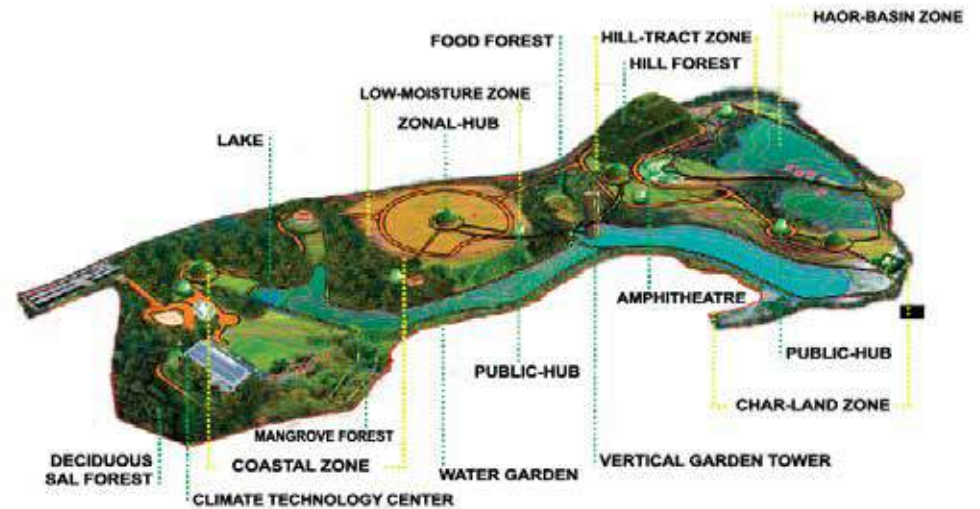 HAOR-BASIN ZONE
FOOD FOREST
HILL-TRACT ZONE
HILL FOREST
LOW-MOISTURE ZONE
ZONAL-HUB
LAKE
AMPHITHEATRE
PUBLIC-HUB
PUBLIC-HUB
CHAR-LAND ZONE
MANGROVE FOREST
DECIDUOUS
SAL FOREST
COASTAL ZONE
WATER GARDEN
VERTICAL GARDEN TOWER
CLIMATE TECHNOLOGY CENTER